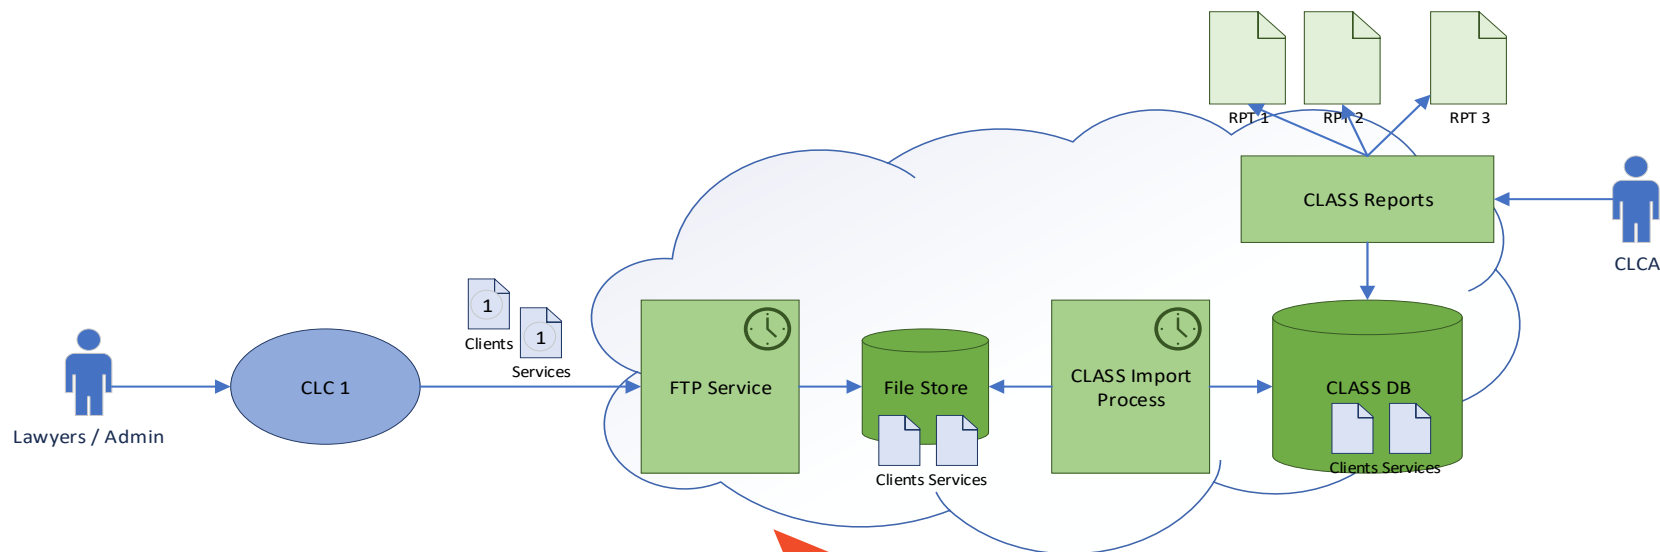 RPT 1
RPT 2
RPT 3
CLASS Reports
CLCA
1
Clients
1
Services
Lawyers / Admin
CLC 1
FTP Service
File Store
Clients Services
CLASS Import
Process
CLASS DB
Clients Services